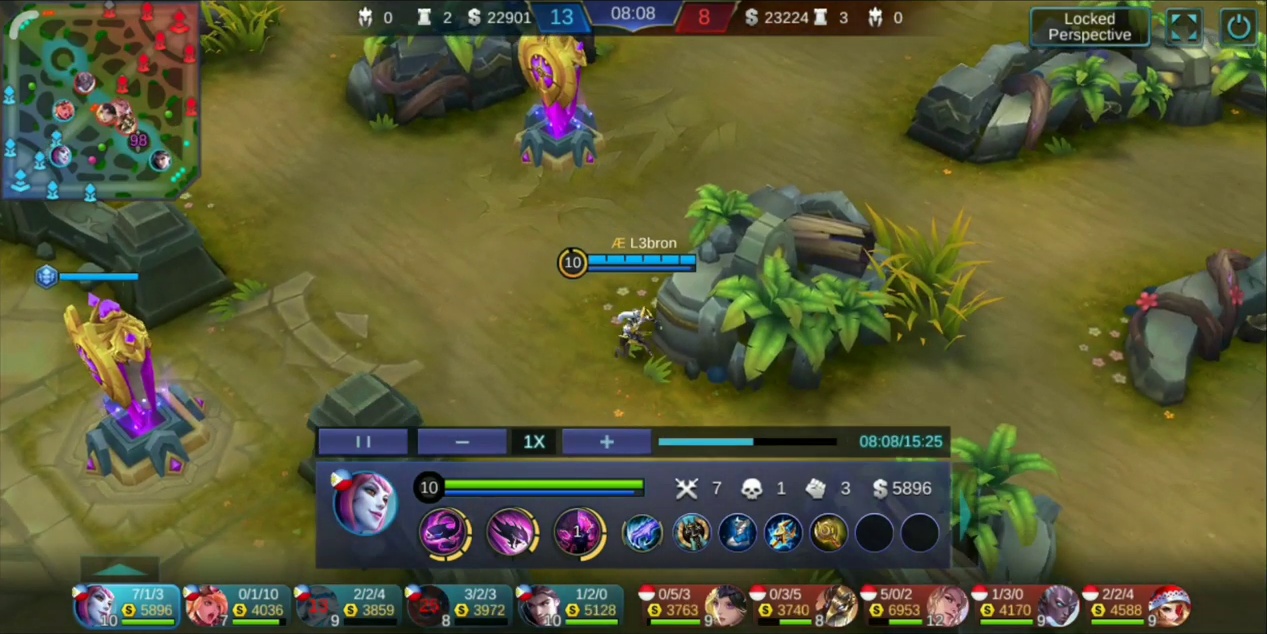 0 2 $ 22901 13 08:08 8 $ 23224 3 0
Locked
Perspective
98
10 Æ L3bron
1X + 08:08/15:25
10 7 1 3 $ 5896
1
7/1/3 0/1/10 2/2/4 3/2/3 1/2/0 0/5/3 0/3/5 5/0/2 1/3/0 2/2/4
5896 4036 3859 3972 5128 3763 3740 6953 4170 4588
10 7 9 8 10 9 8 12 9 9